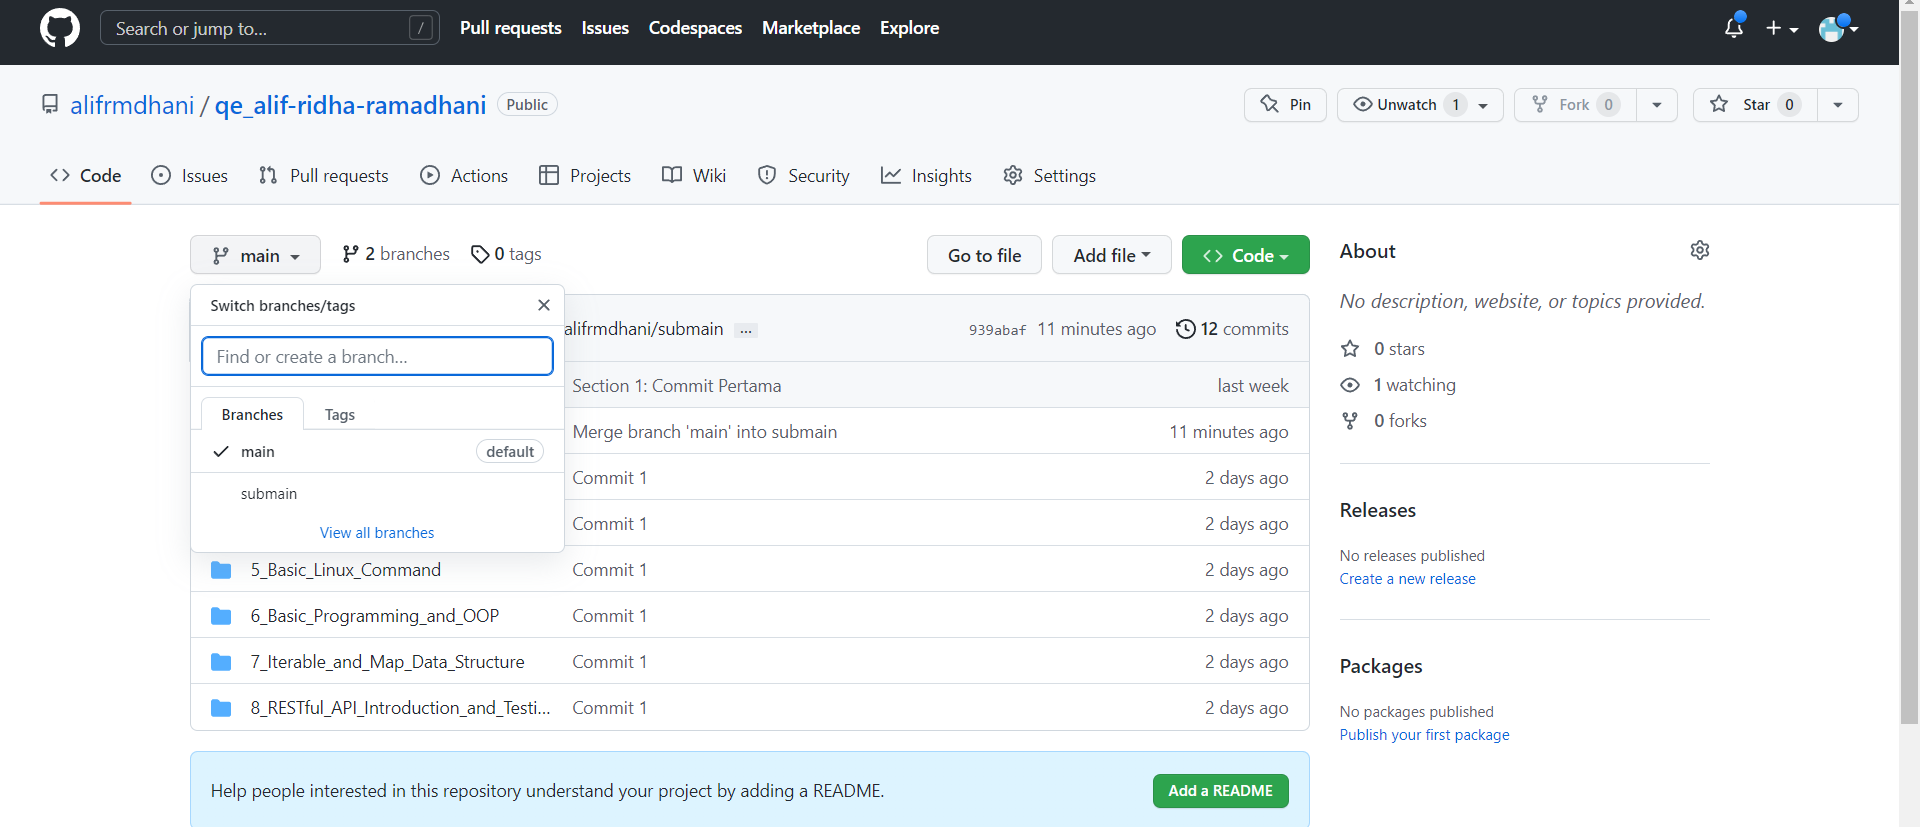 Search or jump to... /
Pull requests Issues Codespaces Marketplace Explore
alifrmdhani / qe_alif-ridha-ramadhani Public
Pin Unwatch 1 Fork 0 Star 0
Code Issues Pull requests Actions Projects Wiki Security Insights Settings
main 2 branches 0 tags
Go to file Add file Code
Switch branches/tags
Find or create a branch...
Branches Tags
main default
submain
View all branches
alifrmdhani/submain ... 939abaf 11 minutes ago 12 commits
Section 1: Commit Pertama last week
Merge branch 'main' into submain 11 minutes ago
Commit 1 2 days ago
Commit 1 2 days ago
5_Basic_Linux_Command Commit 1 2 days ago
6_Basic_Programming_and_OOP Commit 1 2 days ago
7_Iterable_and_Map_Data_Structure Commit 1 2 days ago
8_RESTful_API_Introduction_and_Testi... Commit 1 2 days ago
Help people interested in this repository understand your project by adding a README. Add a README
About
No description, website, or topics provided.
0 stars
1 watching
0 forks
Releases
No releases published
Create a new release
Packages
No packages published
Publish your first package